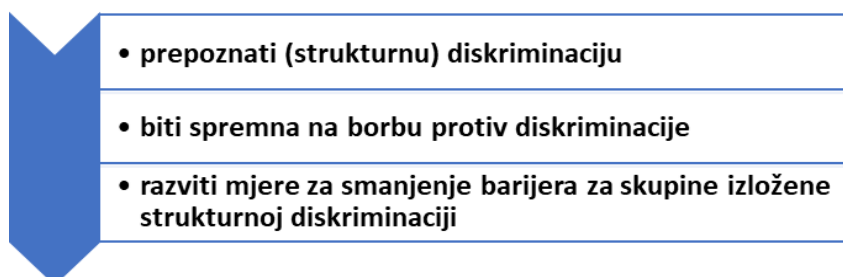 • prepoznati (strukturnu) diskriminaciju
• biti spremna na borbu protiv diskriminacije
• razviti mjere za smanjenje barijera za skupine izložene
strukturnoj diskriminaciji